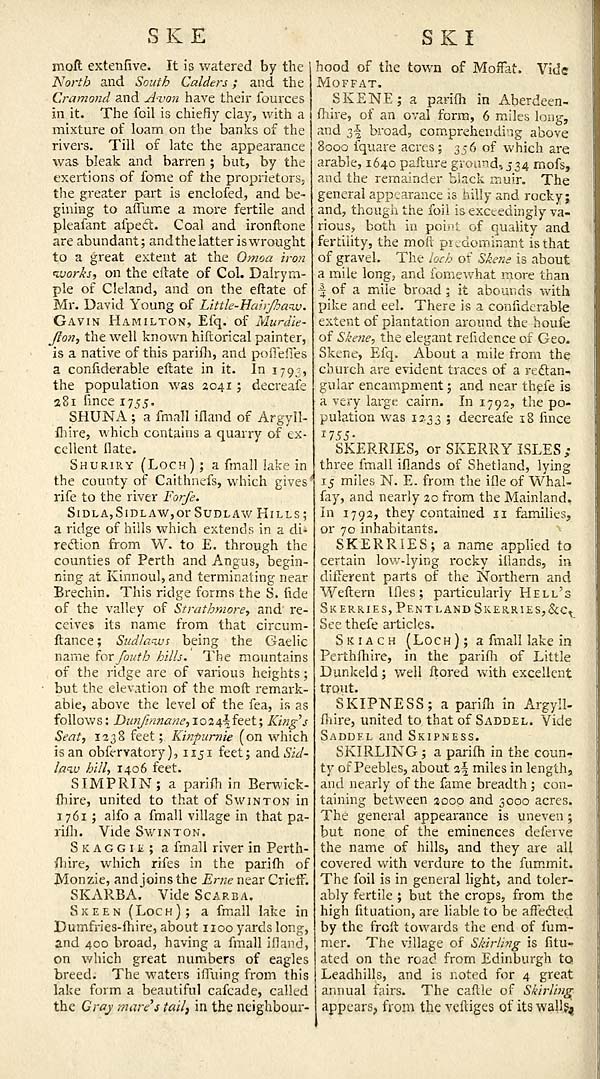 SKE
moſt extenſive. It is watered by the
North and South Calders; and the
Cramond and Avon have their ſources
in it. The ſoil is chiefly clay, with a
mixture of loam on the banks of the
rivers. Till of late the appearance
was bleak and barren; but, by the
exertions of ſome of the proprietors,
the greater part is encloſed, and be-
gining to aſſume a more fertile and
pleaſant aſpect. Coal and ironſtone
are abundant; and the latter is wrought
to a great extent at the Omoa iron
works, on the eſtate of Col. Dalrym-
ple of Cleland, and on the eſtate of
Mr. David Young of Little-Hairſhaw.
GAVIN HAMILTON, Eſq. of Murdie-
ſton, the well known hiſtorical painter,
is a native of this pariſh, and poſſeſſes
a conſiderable eſtate in it. In 1793,
the population was 2041; decreaſe
281 ſince 1755.
SHUNA; a ſmall iſland of Argyll-
ſhire, which contains a quarry of ex-
cellent ſlate.
SHURIRY (LOCH); a ſmall lake in
the county of Caithneſs, which gives
riſe to the river Forſe.
SIDLA, SIDLAW, or SUDLAW HILLS;
a ridge of hills which extends in a di-
rection from W. to E. through the
counties of Perth and Angus, begin-
ning at Kinnoul, and terminating near
Brechin. This ridge forms the S. ſide
of the valley of Strathmore, and re-
ceives its name from that circum-
ſtance; Sudlaws being the Gaelic
name for ſouth hills. The mountains
of the ridge are of various heights;
but the elevation of the moſt remark-
able, above the level of the ſea, is as
follows: Dunſinnane, 1024½ feet; King's
Seat, 1238 feet; Kinpurnie (on which
is an obſervatory), 1151 feet; and Sid-
law hill, 1406 feet.
SIMPRIN; a pariſh in Berwick-
ſhire, united to that of SWINTON in
1761; alſo a ſmall village in that pa-
riſh. Vide SWINTON.
SKAGGIE; a ſmall river in Perth-
ſhire, which riſes in the pariſh of
Monzie, and joins the Erne near Crieff.
SKARBA. Vide SCARBA.
SKEEN (LOCH); a ſmall lake in
Dumfries-ſhire, about 1100 yards long,
and 400 broad, having a ſmall iſland,
on which great numbers of eagles
breed. The waters iſſuing from this
lake form a beautiful caſcade, called
the Gray mare's tail, in the neighbour-
SKI
hood of the town of Moffat. Vide
MOFFAT.
SKENE; a pariſh in Aberdeen-
ſhire, of an oval form, 6 miles long,
and 3½ broad, comprehending above
8000 ſquare acres; 356 of which are
arable, 1640 paſture ground, 534 moſs,
and the remainder black muir. The
general appearance is hilly and rocky;
and, though the ſoil is exceedingly va-
rious, both in point of quality and
fertility, the moſt predominant is that
of gravel. The loch of Skene is about
a mile long, and ſomewhat more than
¾ of a mile broad; it abounds with
pike and eel. There is a conſiderable
extent of plantation around the houſe
of Skene, the elegant reſidence of Geo.
Skene, Eſq. About a mile from the
church are evident traces of a rectan-
gular encampment; and near theſe is
a very large cairn. In 1792, the po-
pulation was 1233; decreaſe 18 ſince
1755.
SKERRIES, or SKERRY ISLES;
three ſmall iſlands of Shetland, lying
15 miles N. E. from the iſle of Whal-
ſay, and nearly 20 from the Mainland.
In 1792, they contained 11 families,
or 70 inhabitants.
SKERRIES; a name applied to
certain low-lying rocky iſlands, in
different parts of the Northern and
Weſtern Iſles; particularly HELL'S
SKERRIES, PENTLAND SKERRIES, &c.
See theſe articles.
SKIACH (LOCH); a ſmall lake in
Perthſhire, in the pariſh of Little
Dunkeld; well ſtored with excellent
trout.
SKIPNESS; a pariſh in Argyll-
ſhire, united to that of SADDEL. Vide
SADDEL and SKIPNESS.
SKIRLING; a pariſh in the coun-
ty of Peebles, about 2½ miles in length,
and nearly of the ſame breadth; con-
taining between 2000 and 3000 acres.
The general appearance is uneven;
but none of the eminences deſerve
the name of hills, and they are all
covered with verdure to the ſummit.
The ſoil is in general light, and toler-
ably fertile; but the crops, from the
high ſituation, are liable to be affected
by the froſt towards the end of ſum-
mer. The village of Skirling is ſitu-
ated on the road from Edinburgh to
Leadhills, and is noted for 4 great
annual fairs. The caſtle of Skirling
appears, from the veſtiges of its walls,